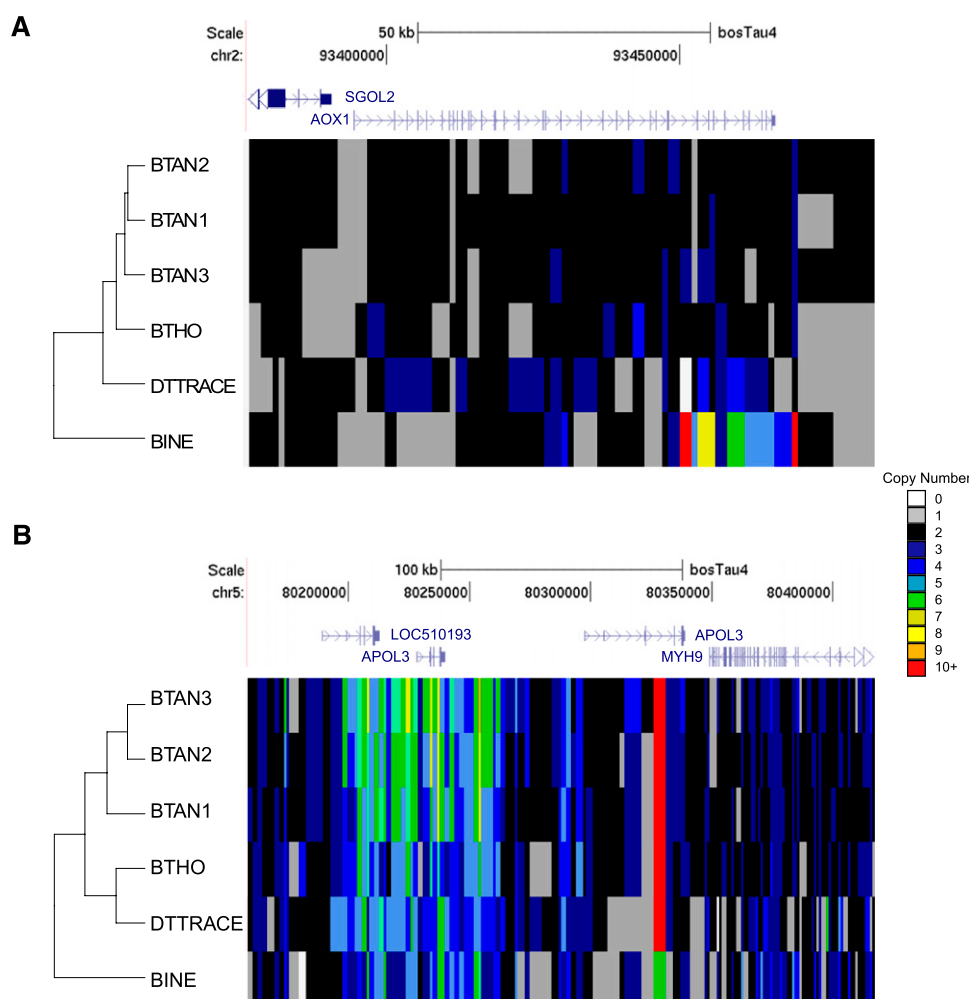 A
Scale 50 kb bosTau4
chr2: 93400000 93450000
SGOL2
AOX1
BTAN2
BTAN1
BTAN3
BTHO
DTTRACE
BINE
Copy Number
0
1
2
3
4
5
6
7
8
9
10+
B
Scale 100 kb bosTau4
chr5: 80200000 80250000 80300000 80350000 80400000
LOC510193 APOL3
APOL3 MYH9
BTAN3
BTAN2
BTAN1
BTHO
DTTRACE
BINE